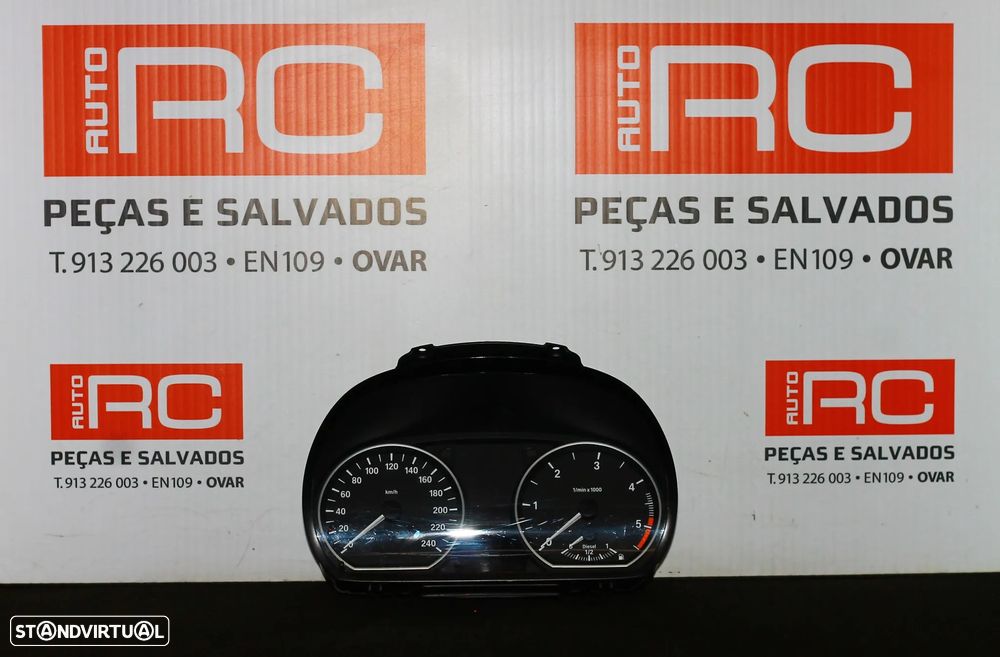 AUTO RC
PEÇAS E SALVADOS
T. 913 226 003 • EN109 • OVAR
AUTO RC
PEÇAS E SALVADOS
T. 913 226 003 • EN109 • OVAR
AUTO RC
PEÇAS E SALVADOS
T. 913 226 003 • EN109 • OVAR
AUTO RC
PEÇAS E SALVADOS
T. 913 226 003 • EN109 • OVAR
0 20 40 60 80 100 120 140 160 180 200 220 240
km/h
0 1 2 3 4 5
1/min x 1000
Diesel
0 1/2 1
STANDVIRTUAL